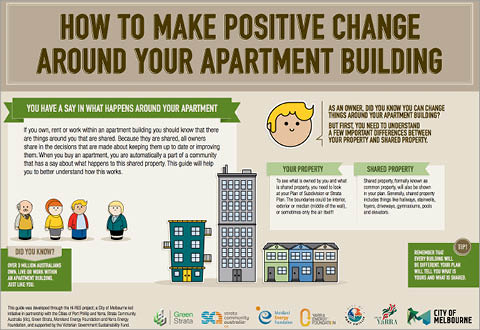 HOW TO MAKE POSITIVE CHANGE
AROUND YOUR APARTMENT BUILDING
YOU HAVE A SAY IN WHAT HAPPENS AROUND YOUR APARTMENT
If you own, rent or work within an apartment building you should know that there
are things around you that are shared. Because they are shared, all owners
share in the decisions that are made about keeping them up to date or improving
them. When you buy an apartment, you are automatically a part of a community
that has a say about what happens to this shared property. This guide will help
you to better understand how this works.
AS AN OWNER, DID YOU KNOW YOU CAN CHANGE
THINGS AROUND YOUR APARTMENT BUILDING?
BUT FIRST, YOU NEED TO UNDERSTAND
A FEW IMPORTANT DIFFERENCES BETWEEN
YOUR PROPERTY AND SHARED PROPERTY.
YOUR PROPERTY
To see what is owned by you and what
is shared property, you need to look
at your Plan of Subdivision or Strata
Plan. The boundaries could be interior,
exterior or median (middle of the wall),
or sometimes only the air itself!
SHARED PROPERTY
Shared property, formally known as
common property, will also be shown
in your plan. Generally, shared property
includes things like hallways, stairwells,
foyers, driveways, gymnasiums, pools
and elevators.
DID YOU KNOW?
OVER 3 MILLION AUSTRALIANS
OWN, LIVE OR WORK WITHIN
AN APARTMENT BUILDING.
JUST LIKE YOU.
TIP!
REMEMBER THAT
EVERY BUILDING WILL
BE DIFFERENT. YOUR PLAN
WILL TELL YOU WHAT IS
YOURS AND WHAT IS SHARED.
This guide was developed through the HI-RES project, a City of Melbourne led
initiative in partnership with the Cities of Port Phillip and Yarra, Strata Community
Australia (Vic), Green Strata, Moreland Energy Foundation and Yarra Energy
Foundation, and supported by the Victorian Government Sustainability Fund.
Green
Strata
strata
community
australia
Moreland
Energy
Foundation
YARRA
ENERGY
FOUNDATION
YARRA
CITY OF
MELBOURNE